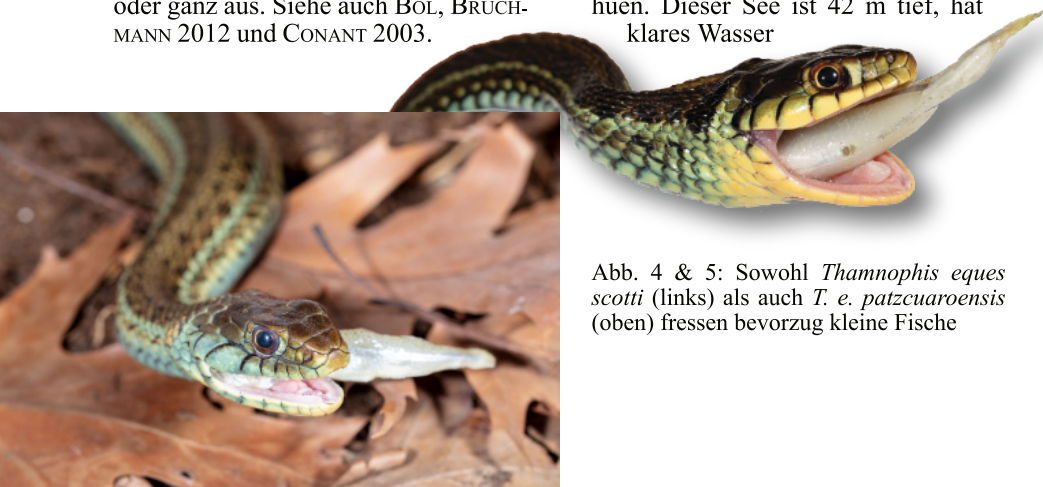 oder ganz aus. Siehe auch BOL, BRUCH-
MANN 2012 und CONANT 2003.
huen. Dieser See ist 42 m tief, hat
klares Wasser
Abb. 4 & 5: Sowohl Thamnophis eques
scotti (links) als auch T. e. patzcuaroensis
(oben) fressen bevorzug kleine Fische